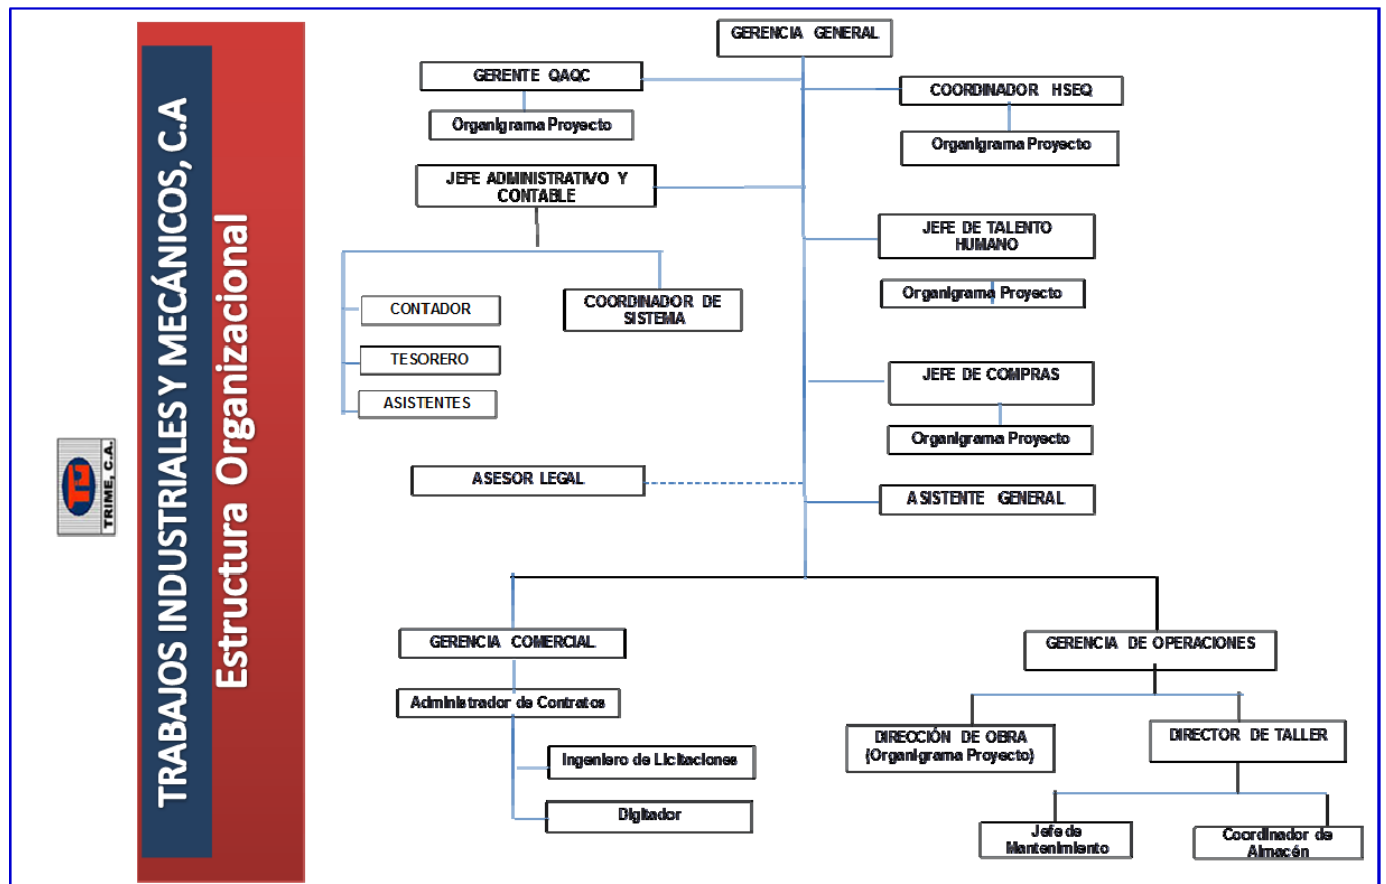 TRABAJOS INDUSTRIALES Y MECÁNICOS, C.A
Estructura Organizacional
TRIME, C.A.
GERENCIA GENERAL
GERENTE QAQC
Organigrama Proyecto
COORDINADOR HSEQ
Organigrama Proyecto
JEFE ADMINISTRATIVO Y
CONTABLE
JEFE DE TALENTO
HUMANO
Organigrama Proyecto
CONTADOR
COORDINADOR DE
SISTEMA
TESORERO
ASISTENTES
JEFE DE COMPRAS
Organigrama Proyecto
ASESOR LEGAL
ASISTENTE GENERAL
GERENCIA COMERCIAL
Administrador de Contratos
Ingeniero de Licitaciones
Digitador
GERENCIA DE OPERACIONES
DIRECCIÓN DE OBRA
(Organigrama Proyecto)
DIRECTOR DE TALLER
Jefe de
Mantenimiento
Coordinador de
Almacén